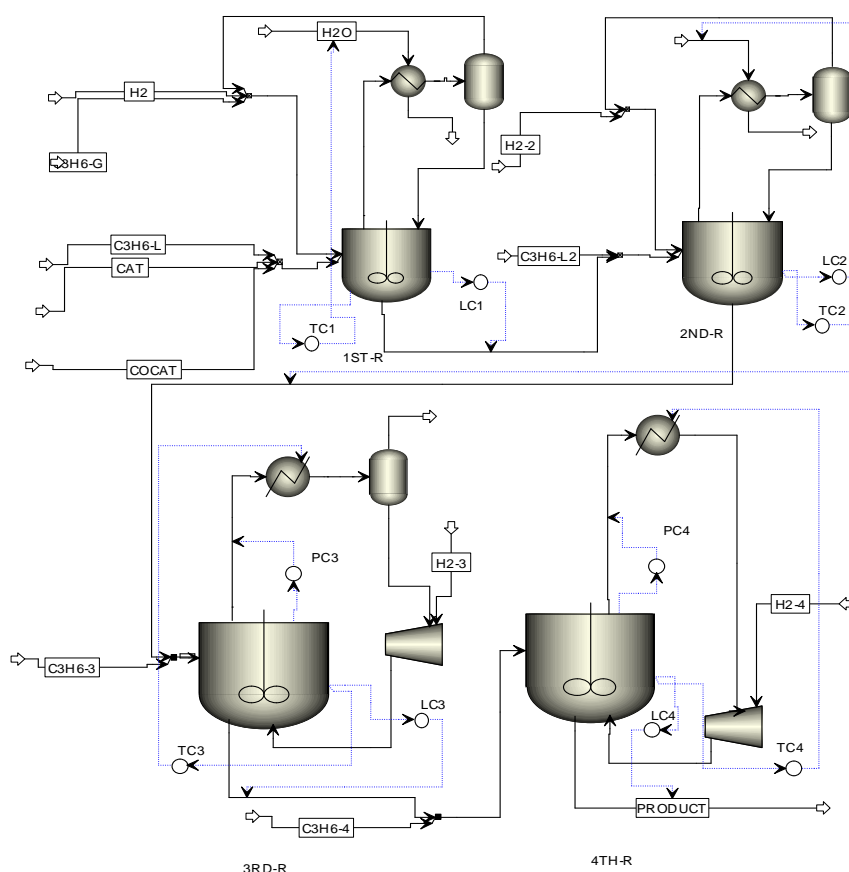 H2O
H2
C3H6-G
H2-2
C3H6-L
CAT
C3H6-L2
LC1
LC2
TC1
TC2
1ST-R
2ND-R
COCAT
PC3
PC4
H2-3
H2-4
C3H6-3
LC3
LC4
TC3
TC4
C3H6-4
PRODUCT
3RD-R
4TH-R